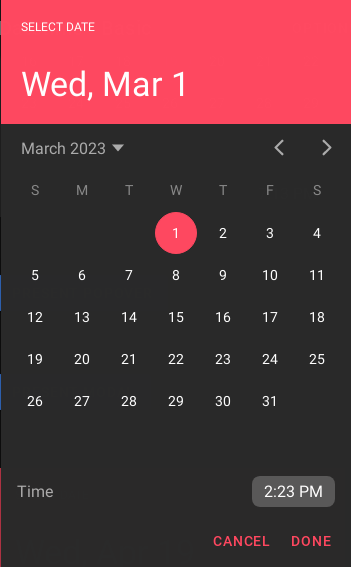 SELECT DATE
Wed, Mar 1
March 2023
S M T W T F S
1 2 3 4
5 6 7 8 9 10 11
12 13 14 15 16 17 18
19 20 21 22 23 24 25
26 27 28 29 30 31
Time 2:23 PM
CANCEL DONE